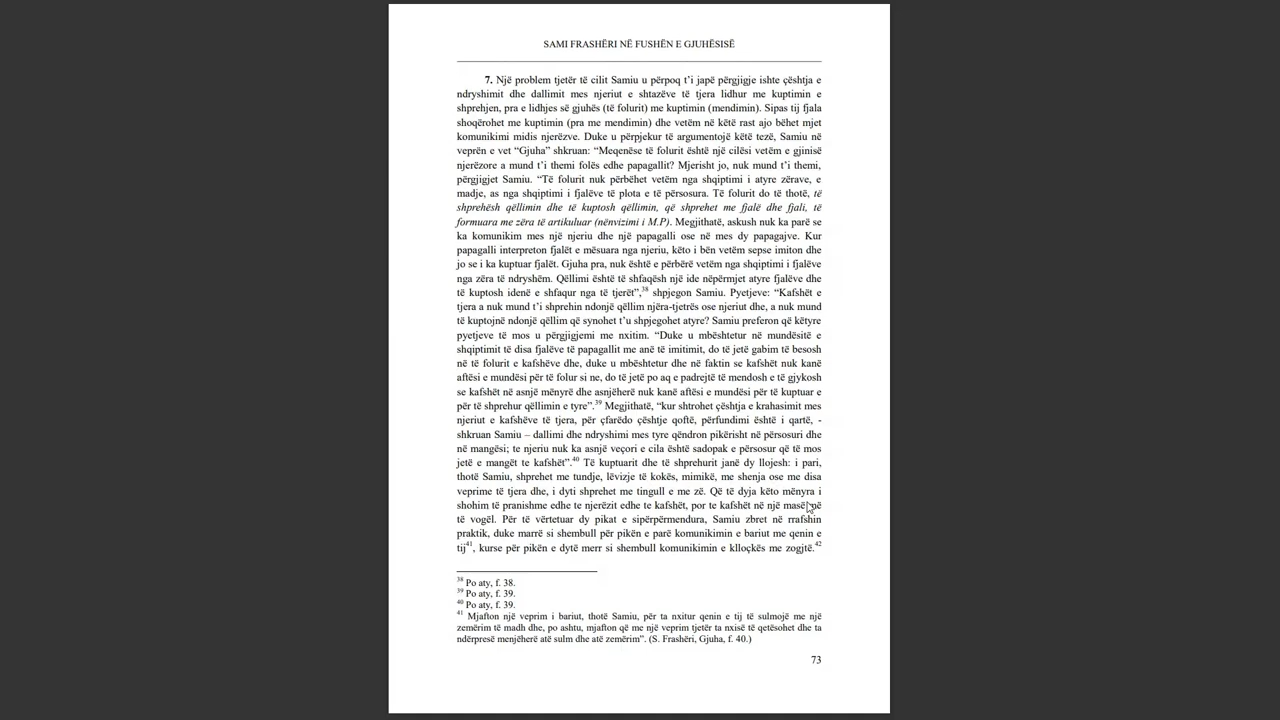 SAMI FRASHËRI NË FUSHËN E GJUHËSISË
7. Një problem tjetër të cilit Samiu u përpoq t’i japë përgjigje ishte çështja e
ndryshimit dhe dallimit mes njeriut e shtazëve të tjera lidhur me kuptimin e
shprehjen, pra e lidhjes së gjuhës (të folurit) me kuptimin (mendimin). Sipas tij fjala
shoqërohet me kuptimin (pra me mendimin) dhe vetëm në këtë rast ajo bëhet mjet
komunikimi midis njerëzve. Duke u përpjekur të argumentojë këtë tezë, Samiu në
veprën e vet “Gjuha” shkruan: “Meqenëse të folurit është një cilësi vetëm e gjinisë
njerëzore a mund t’i themi folës edhe papagallit? Mjerisht jo, nuk mund t’i themi,
përgjigjet Samiu. “Të folurit nuk përbëhet vetëm nga shqiptimi i atyre zërave, e
madje, as nga shqiptimi i fjalëve të plota e të përsosura. Të folurit do të thotë, të
shprehësh qëllimin dhe të kuptosh qëllimin, që shprehet me fjalë dhe fjali, të
formuara me zëra të artikuluar (nënvizimi i M.P). Megjithatë, askush nuk ka parë se
ka komunikim mes një njeriu dhe një papagalli ose në mes dy papagajve. Kur
papagalli interpreton fjalët e mësuara nga njeriu, këto i bën vetëm sepse imiton dhe
jo se i ka kuptuar fjalët. Gjuha pra, nuk është e përbërë vetëm nga shqiptimi i fjalëve
nga zëra të ndryshëm. Qëllimi është të shfaqësh një ide nëpërmjet atyre fjalëve dhe
të kuptosh idenë e shfaqur nga të tjerët”,38 shpjegon Samiu. Pyetjeve: “Kafshët e
tjera a nuk mund t’i shprehin ndonjë qëllim njëra-tjetrës ose njeriut dhe, a nuk mund
të kuptojnë ndonjë qëllim që synohet t’u shpjegohet atyre? Samiu preferon që këtyre
pyetjeve të mos u përgjigjemi me nxitim. “Duke u mbështetur në mundësitë e
shqiptimit të disa fjalëve të papagallit me anë të imitimit, do të jetë gabim të besosh
në të folurit e kafshëve dhe, duke u mbështetur dhe në faktin se kafshët nuk kanë
aftësi e mundësi për të folur si ne, do të jetë po aq e padrejtë të mendosh e të gjykosh
se kafshët në asnjë mënyrë dhe asnjëherë nuk kanë aftësi e mundësi për të kuptuar e
për të shprehur qëllimin e tyre”.39 Megjithatë, “kur shtrohet çështja e krahasimit mes
njeriut e kafshëve të tjera, për çfarëdo çështje qoftë, përfundimi është i qartë, -
shkruan Samiu – dallimi dhe ndryshimi mes tyre qëndron pikërisht në përsosuri dhe
në mangësi; te njeriu nuk ka asnjë veçori e cila është sadopak e përsosur që të mos
jetë e mangët te kafshët”.40 Të kuptuarit dhe të shprehurit janë dy llojesh: i pari,
thotë Samiu, shprehet me tundje, lëvizje të kokës, mimikë, me shenja ose me disa
veprime të tjera dhe, i dyti shprehet me tingull e me zë. Që të dyja këto mënyra i
shohim të pranishme edhe te njerëzit edhe te kafshët, por te kafshët në një masë më
të vogël. Për të vërtetuar dy pikat e sipërpërmendura, Samiu zbret në rrafshin
praktik, duke marrë si shembull për pikën e parë komunikimin e bariut me qenin e
tij41, kurse për pikën e dytë merr si shembull komunikimin e klloçkës me zogjtë.42
38 Po aty, f. 38.
39 Po aty, f. 39.
40 Po aty, f. 39.
41 Mjafton një veprim i bariut, thotë Samiu, për ta nxitur qenin e tij të sulmojë me një
zemërim të madh dhe, po ashtu, mjafton që me një veprim tjetër ta nxisë të qetësohet dhe ta
ndërpresë menjëherë atë sulm dhe atë zemërim”. (S. Frashëri, Gjuha, f. 40.)
73